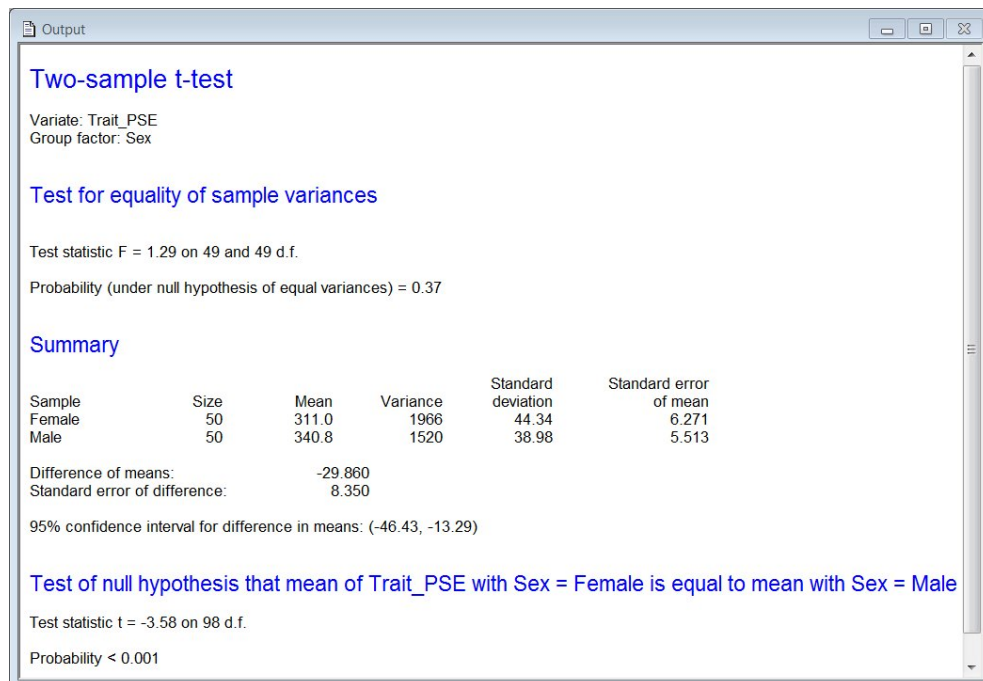 Output
Two-sample t-test
Variate: Trait_PSE
Group factor: Sex
Test for equality of sample variances
Test statistic F = 1.29 on 49 and 49 d.f.
Probability (under null hypothesis of equal variances) = 0.37
Summary
Standard Standard error
Sample Size Mean Variance deviation of mean
Female 50 311.0 1966 44.34 6.271
Male 50 340.8 1520 38.98 5.513
Difference of means: -29.860
Standard error of difference: 8.350
95% confidence interval for difference in means: (-46.43, -13.29)
Test of null hypothesis that mean of Trait_PSE with Sex = Female is equal to mean with Sex = Male
Test statistic t = -3.58 on 98 d.f.
Probability < 0.001